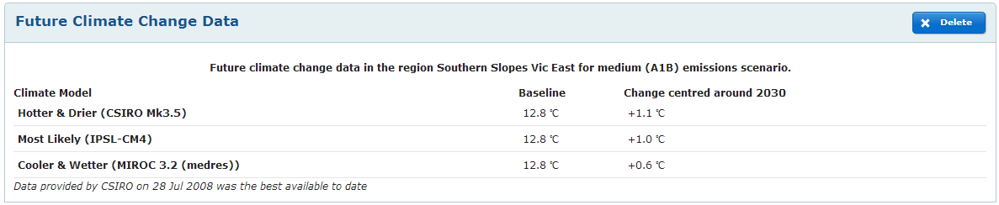 Future Climate Change Data
Delete
Future climate change data in the region Southern Slopes Vic East for medium (A1B) emissions scenario.
Climate Model Baseline Change centred around 2030
Hotter & Drier (CSIRO Mk3.5) 12.8 ℃ +1.1 ℃
Most Likely (IPSL-CM4) 12.8 ℃ +1.0 ℃
Cooler & Wetter (MIROC 3.2 (medres)) 12.8 ℃ +0.6 ℃
Data provided by CSIRO on 28 Jul 2008 was the best available to date